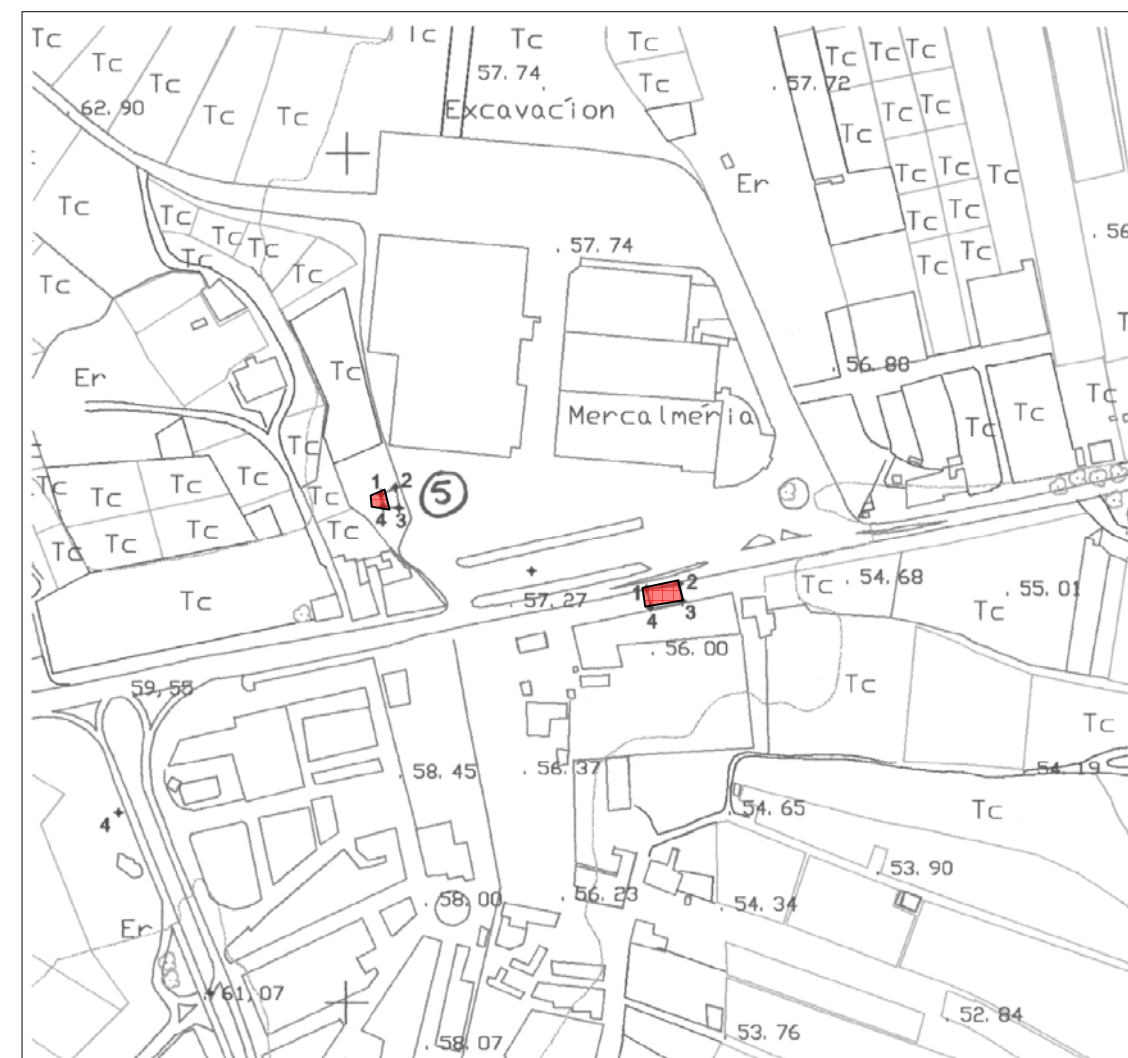 Tc
Tc
Tc
Tc
57. 74
57. 72
Tc Tc Tc
Tc
Tc
Tc
62. 90
Excavacíon
Tc
Tc
Tc
Tc
Tc
Er
Tc
Tc
Tc
Tc
Tc
Tc
Tc
Tc
Tc
Tc
. 56
Tc
. 57. 74
Tc
Tc
Tc
Tc
Tc
Er
Tc
. 56. 88
Tc
Mercalmería
Tc
Tc
Tc
Tc
Tc
Tc
Tc
1 2
5
4 3
Tc
Tc
Tc
Tc
Tc
. 57. 27
1 2
4 3
Tc
. 54. 68
. 55. 01
Tc
. 56. 00
59, 55
Tc
Tc
. 58. 45
. 56. 37
54. 19
4
. 54. 65
Tc
. 53. 90
. 58. 00
. 56. 23
. 54. 34
Er
61, 07
. 52. 84
. 58. 07
. 53. 76